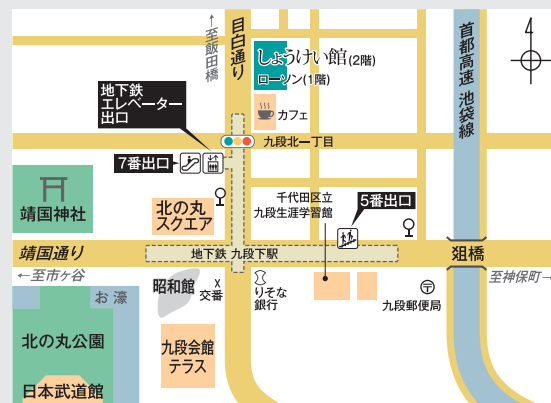 ←至飯田橋
目白通り
しょうけい館(2階)
ローソン(1階)
カフェ
首都高速 池袋線
4
地下鉄
エレベーター
出口
北の丸
スクエア
7番出口
九段北一丁目
靖国神社
千代田区立
九段生涯学習館
5番出口
靖国通り
地下鉄 九段下駅
俎橋
←至市ヶ谷
至神保町→
お濠
昭和館
X
交番
りそな
銀行
九段郵便局
北の丸公園
九段会館
テラス
日本武道館